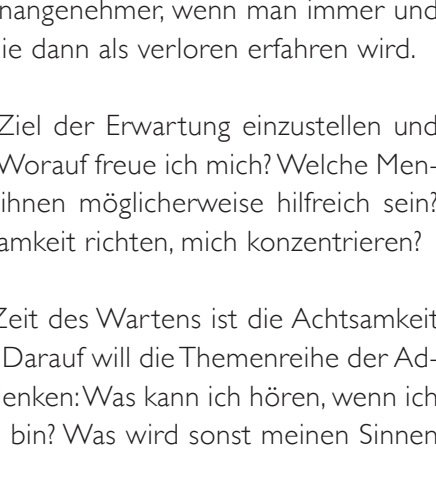 nangenehmer, wenn man immer und
ie dann als verloren erfahren wird.
Ziel der Erwartung einzustellen und
Worauf freue ich mich? Welche Men-
ihnen möglicherweise hilfreich sein?
samkeit richten, mich konzentrieren?
Zeit des Wartens ist die Achtsamkeit
Darauf will die Themenreihe der Ad-
enken: Was kann ich hören, wenn ich
bin? Was wird sonst meinen Sinnen